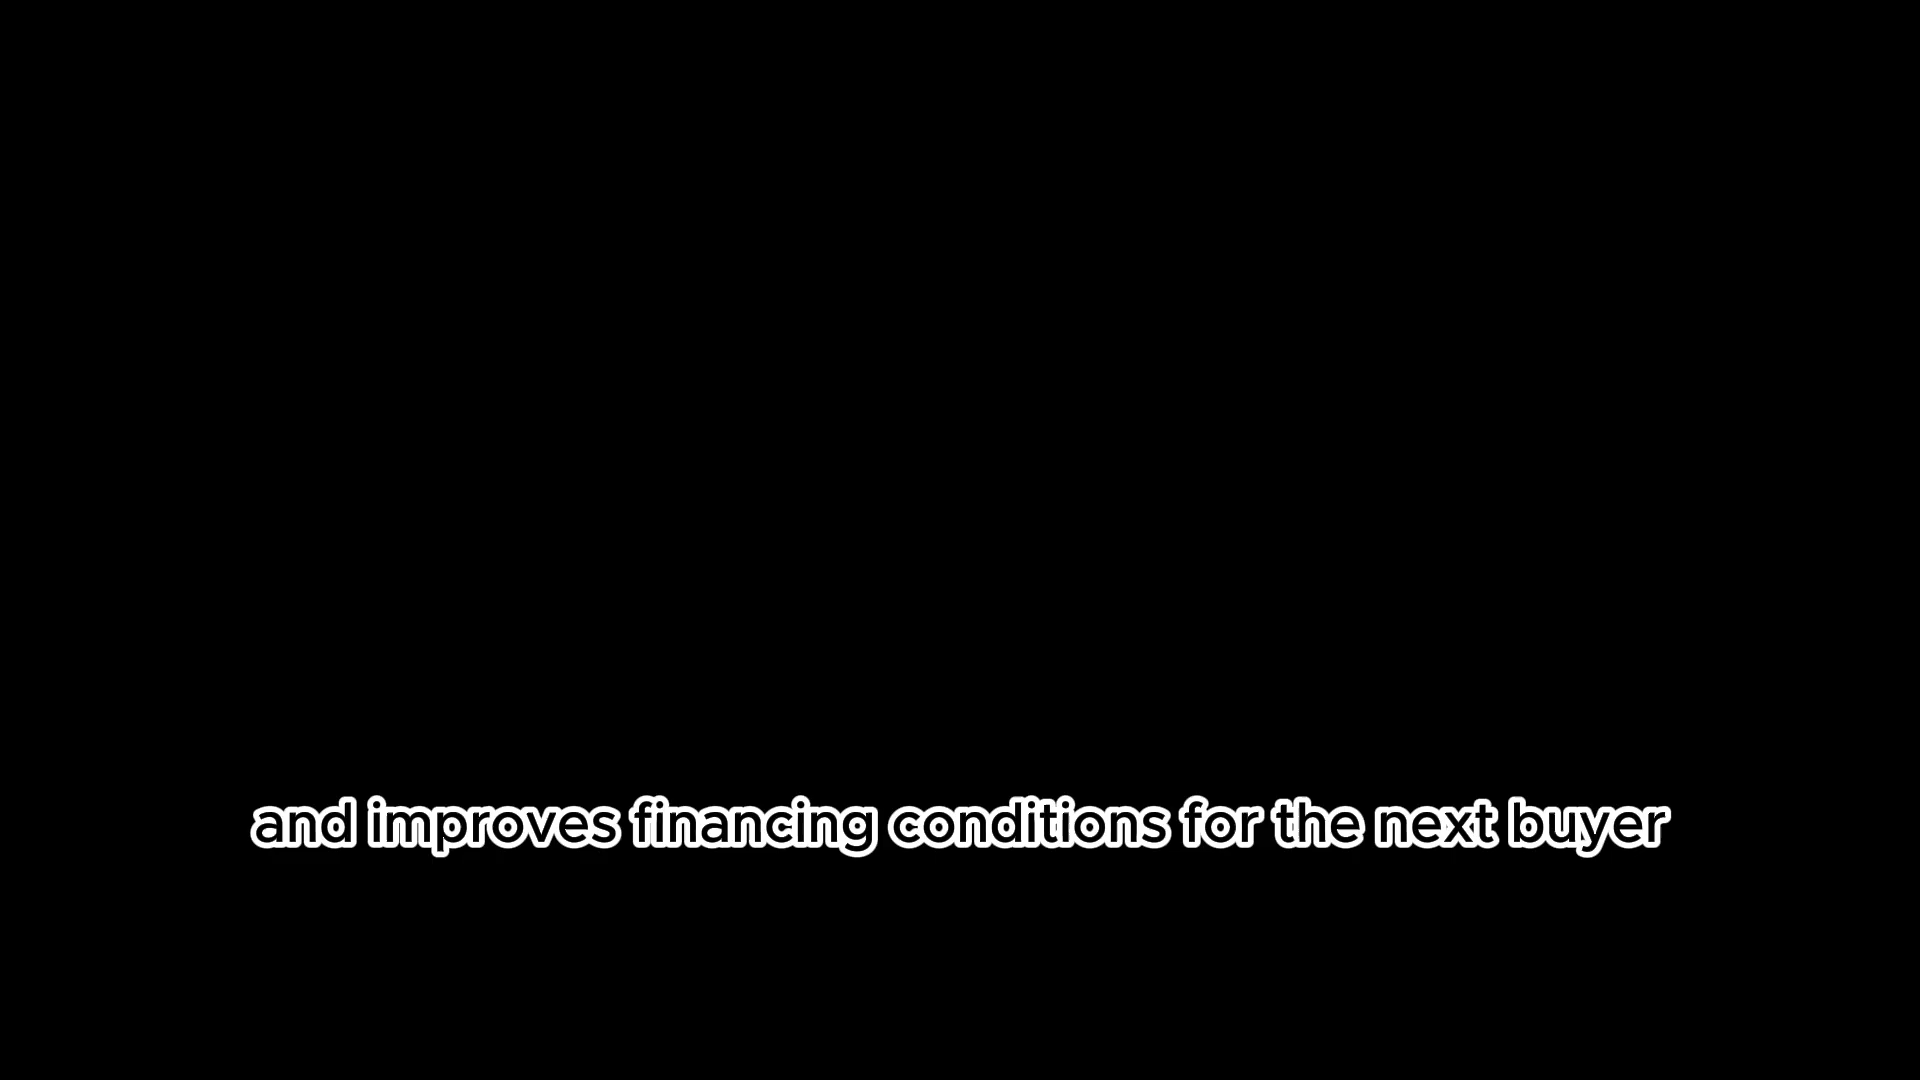 and improves financing conditions for the next buyer